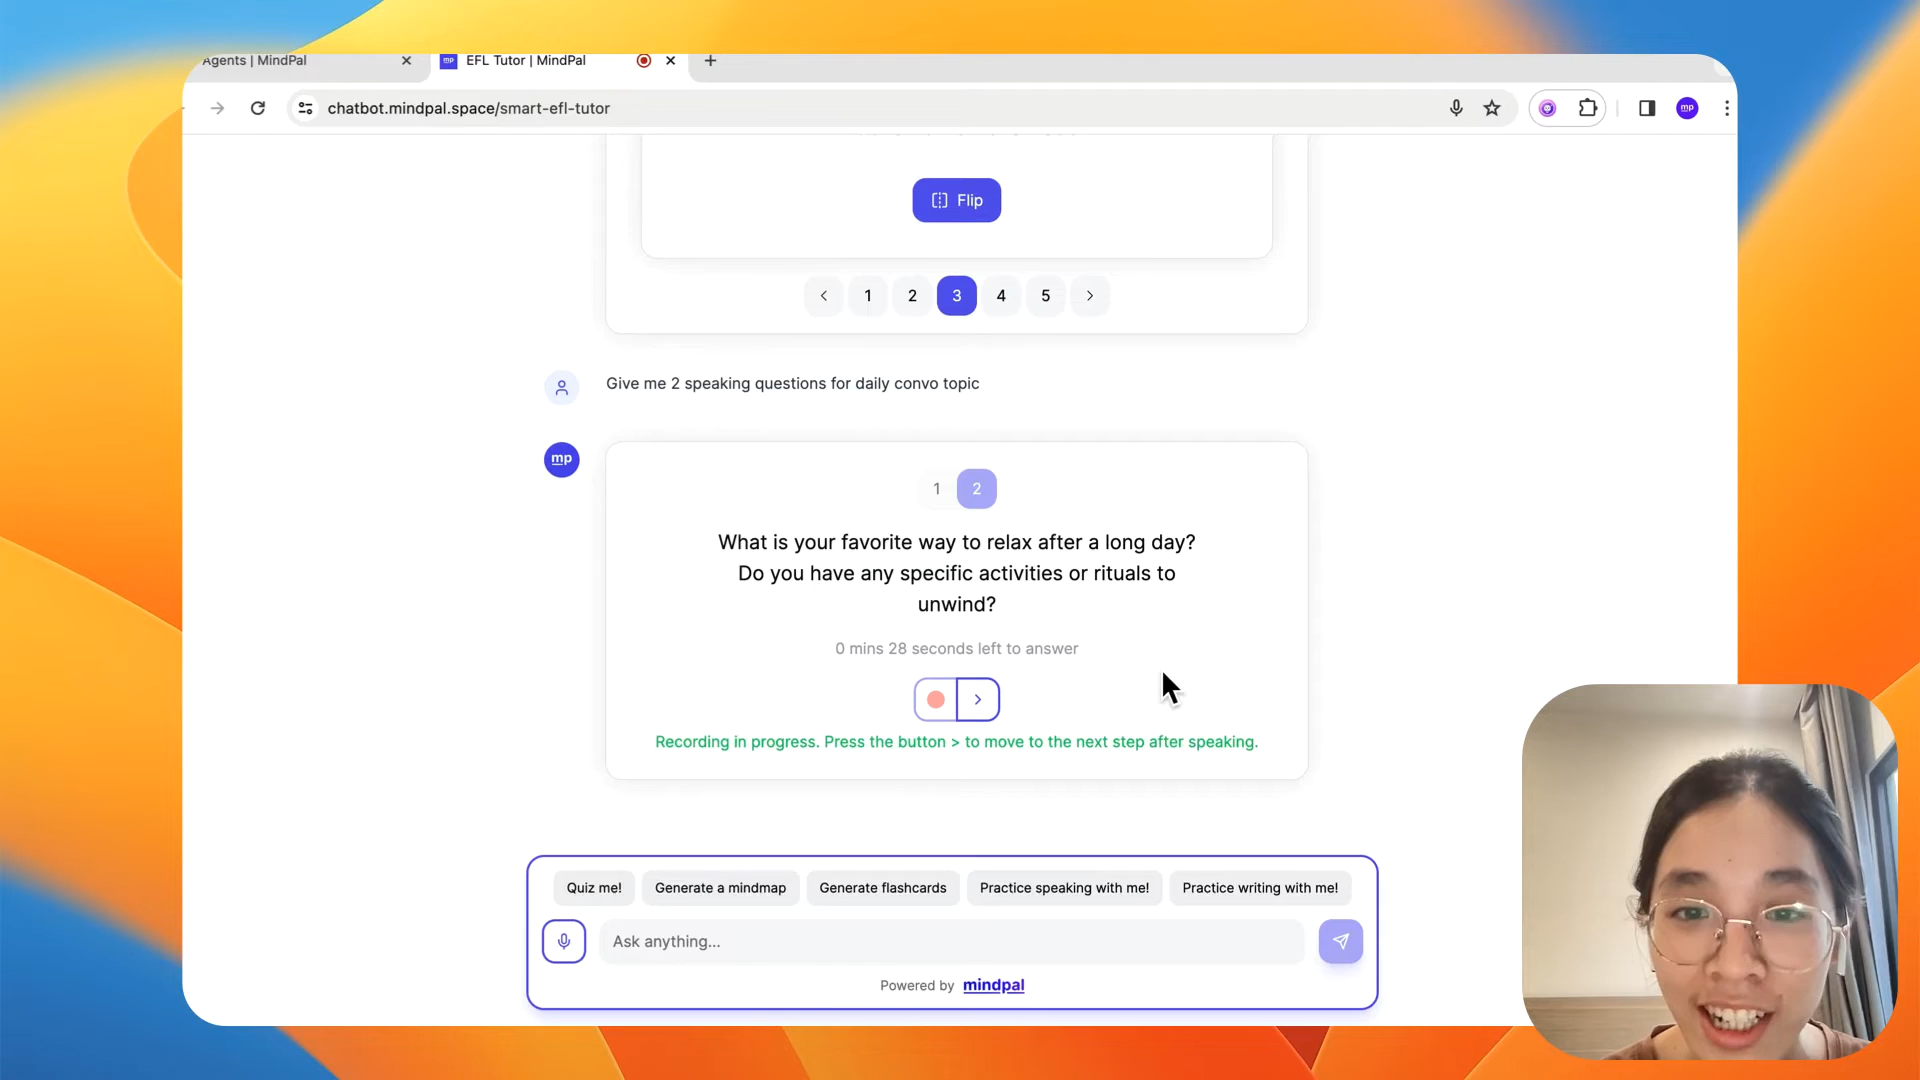 Agents | MindPal
mp EFL Tutor | MindPal
chatbot.mindpal.space/smart-efl-tutor
mp
Flip
1 2 3 4 5
Give me 2 speaking questions for daily convo topic
mp
1 2
What is your favorite way to relax after a long day?
Do you have any specific activities or rituals to
unwind?
0 mins 28 seconds left to answer
Recording in progress. Press the button > to move to the next step after speaking.
Quiz me! Generate a mindmap Generate flashcards Practice speaking with me! Practice writing with me!
Ask anything...
Powered by mindpal